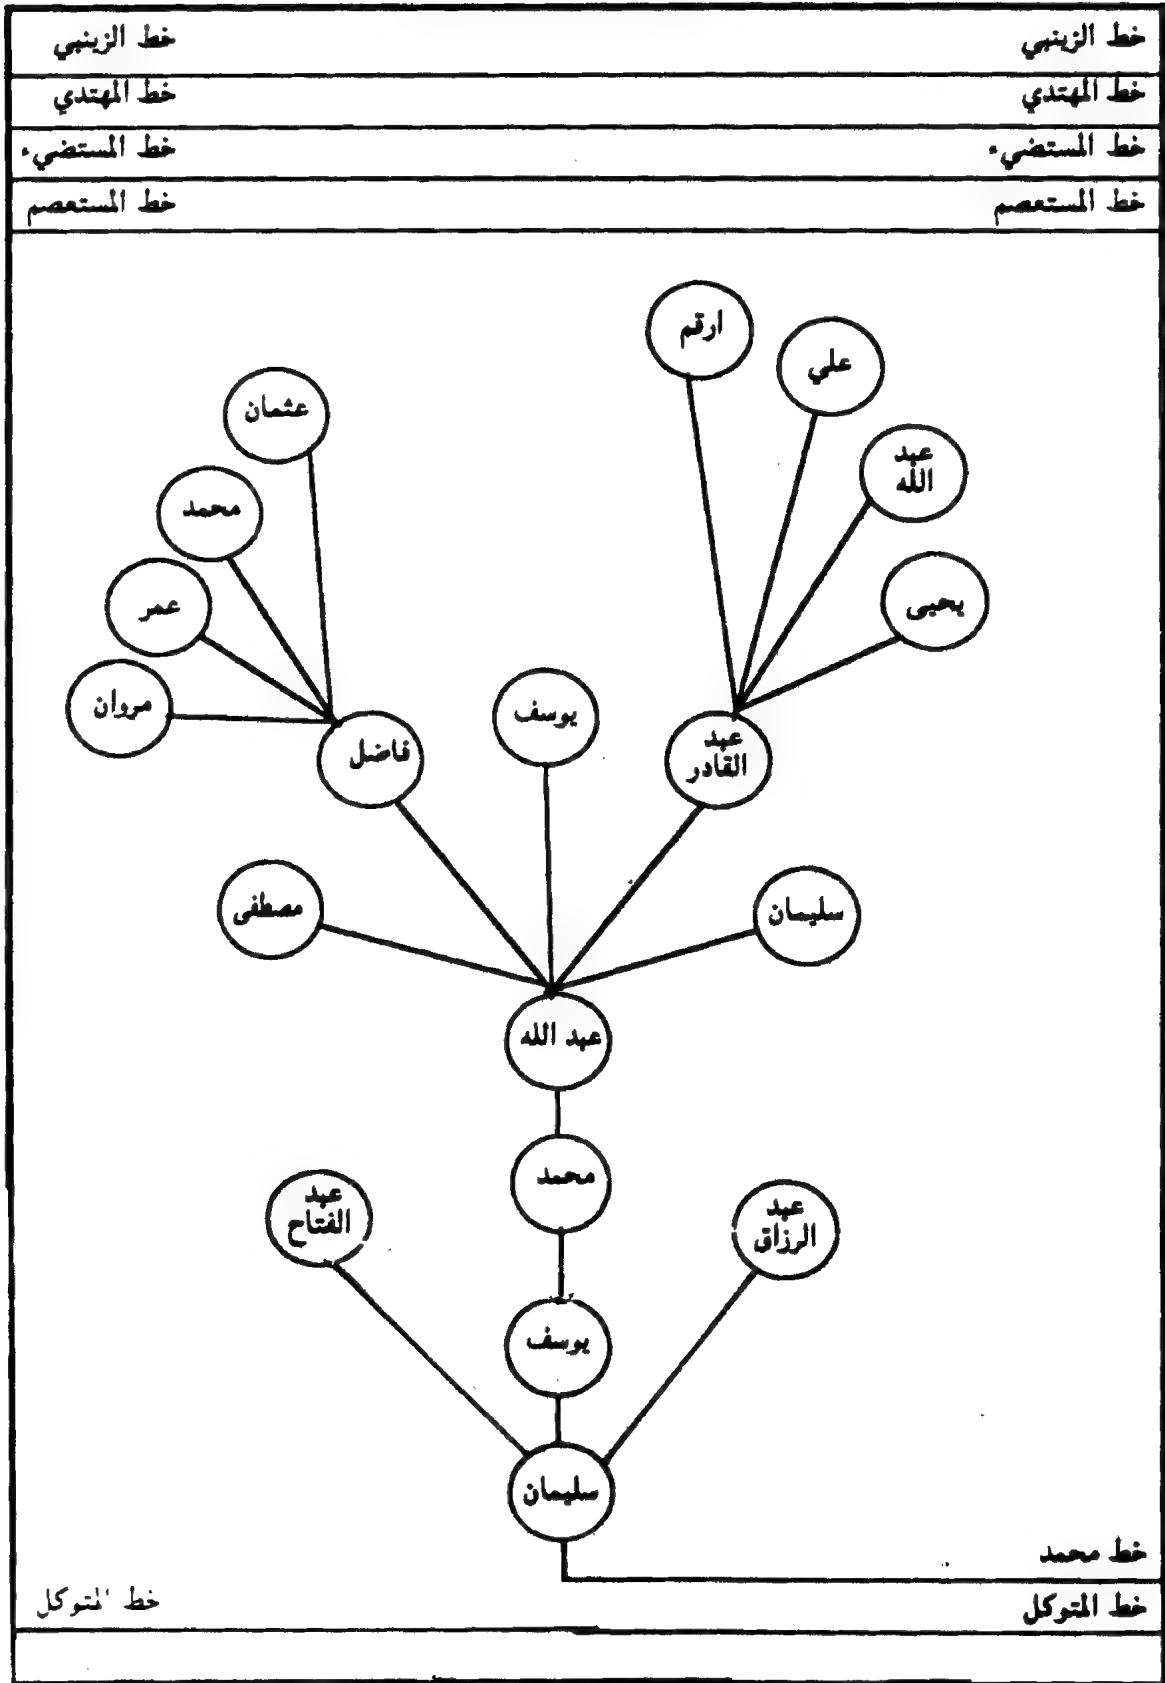 خط الزينبي
خط الزينبي
خط المهتدي
خط المهتدي
خط المستضيء
خط المستضيء
خط المستعصم
خط المستعصم
ارقم
علي
عثمان
عبد
الله
محمد
يحيى
عمر
مروان
يوسف
عبد
القادر
فاضل
سليمان
مصطفى
عبد الله
محمد
عبد
الرزاق
عبد
الفتاح
يوسف
سليمان
خط محمد
خط المتوكل
خط المتوكل